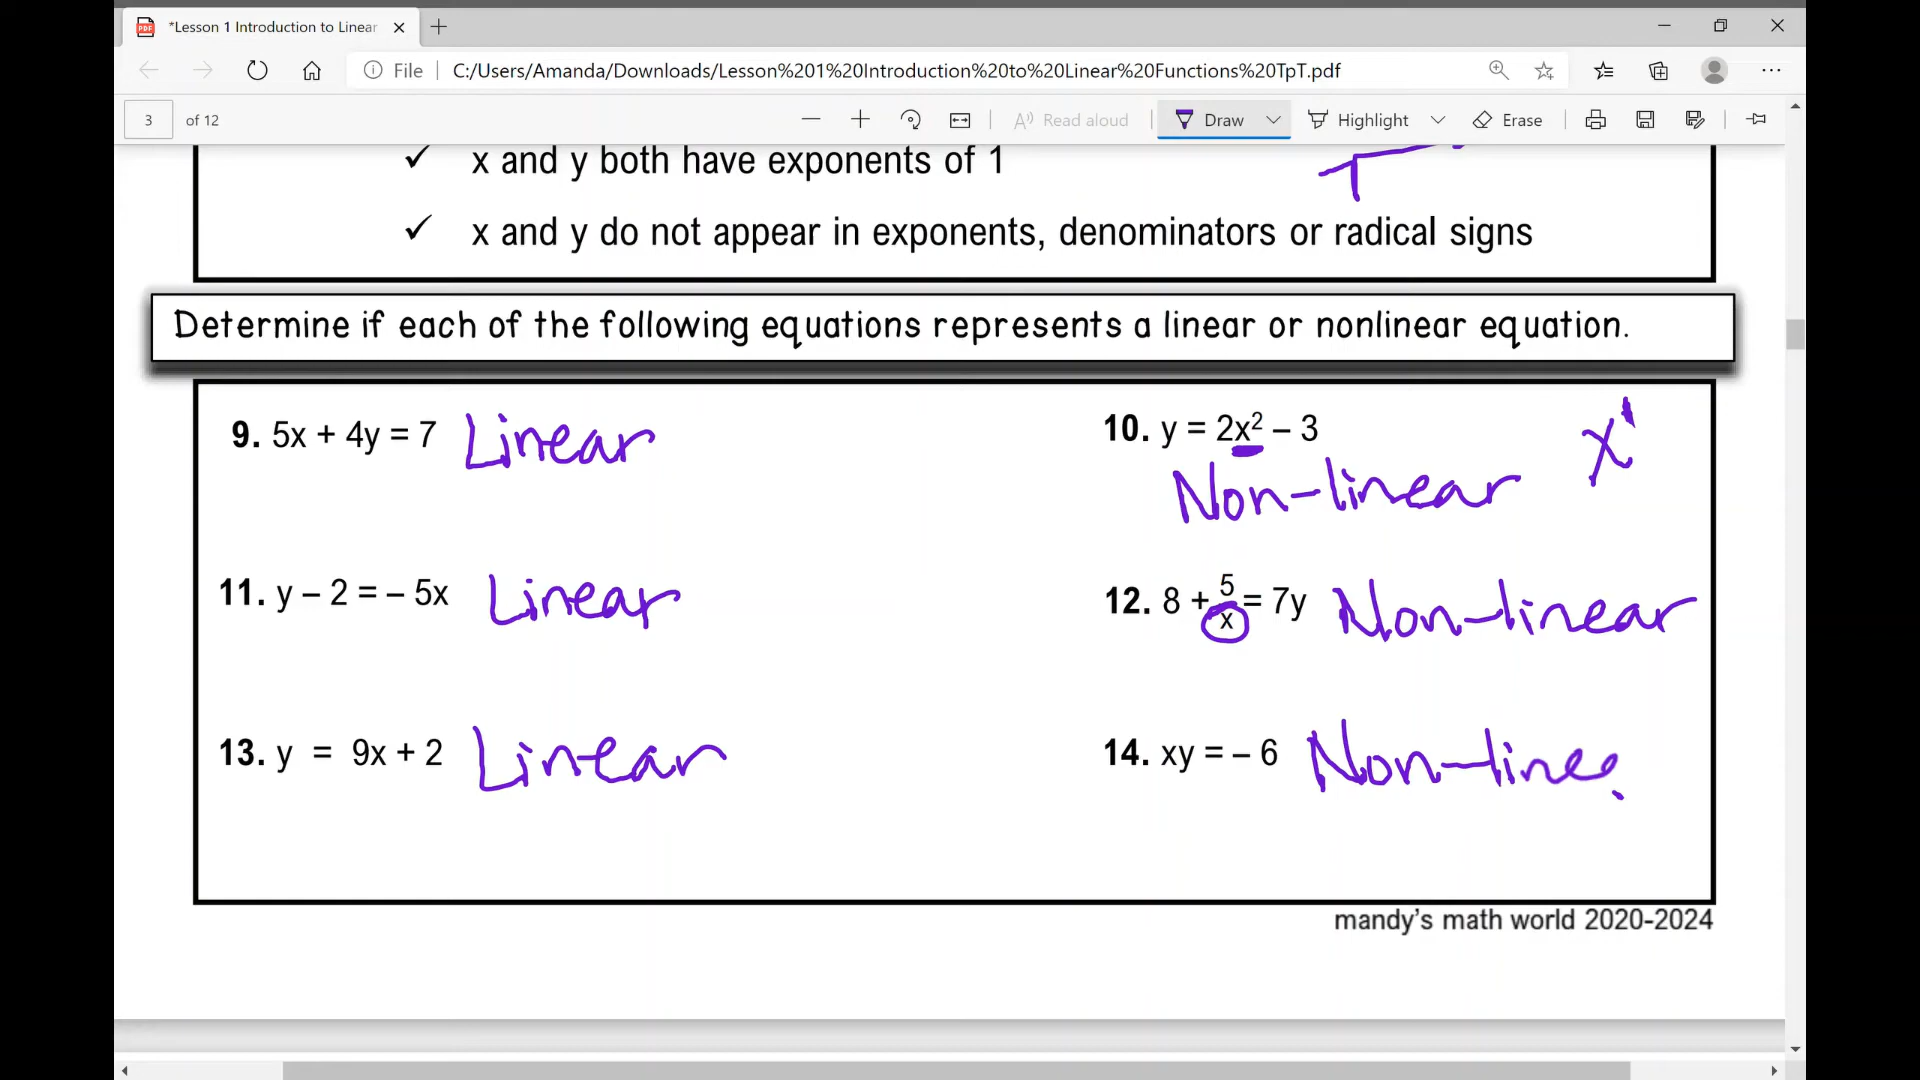 *Lesson 1 Introduction to Linear
File C:/Users/Amanda/Downloads/Lesson%201%20Introduction%20to%20Linear%20Functions%20TpT.pdf
3 of 12 Read aloud Draw Highlight Erase
✓ x and y both have exponents of 1
✓ x and y do not appear in exponents, denominators or radical signs
Determine if each of the following equations represents a linear or nonlinear equation.
9. 5x + 4y = 7 Linear
10. y = 2x² – 3 x¹
Non-linear
11. y – 2 = – 5x Linear
12. 8 + 5/x = 7y Non-linear
13. y = 9x + 2 Linear
14. xy = – 6 Non-line
mandy's math world 2020-2024